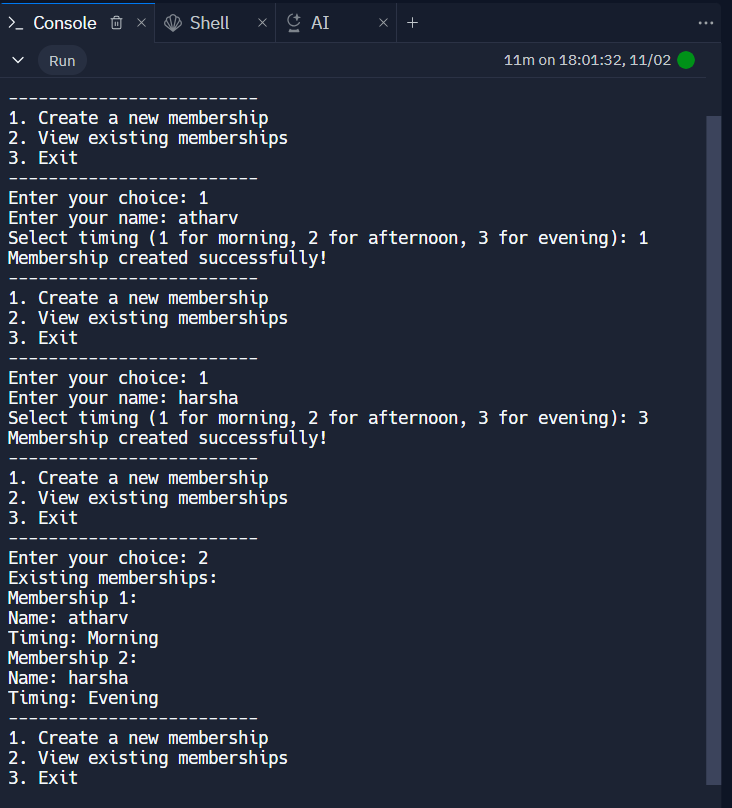 Console
Shell
AI
Run
11m on 18:01:32, 11/02
-------------------------
1. Create a new membership
2. View existing memberships
3. Exit
-------------------------
Enter your choice: 1
Enter your name: atharv
Select timing (1 for morning, 2 for afternoon, 3 for evening): 1
Membership created successfully!
-------------------------
1. Create a new membership
2. View existing memberships
3. Exit
-------------------------
Enter your choice: 1
Enter your name: harsha
Select timing (1 for morning, 2 for afternoon, 3 for evening): 3
Membership created successfully!
-------------------------
1. Create a new membership
2. View existing memberships
3. Exit
-------------------------
Enter your choice: 2
Existing memberships:
Membership 1:
Name: atharv
Timing: Morning
Membership 2:
Name: harsha
Timing: Evening
-------------------------
1. Create a new membership
2. View existing memberships
3. Exit